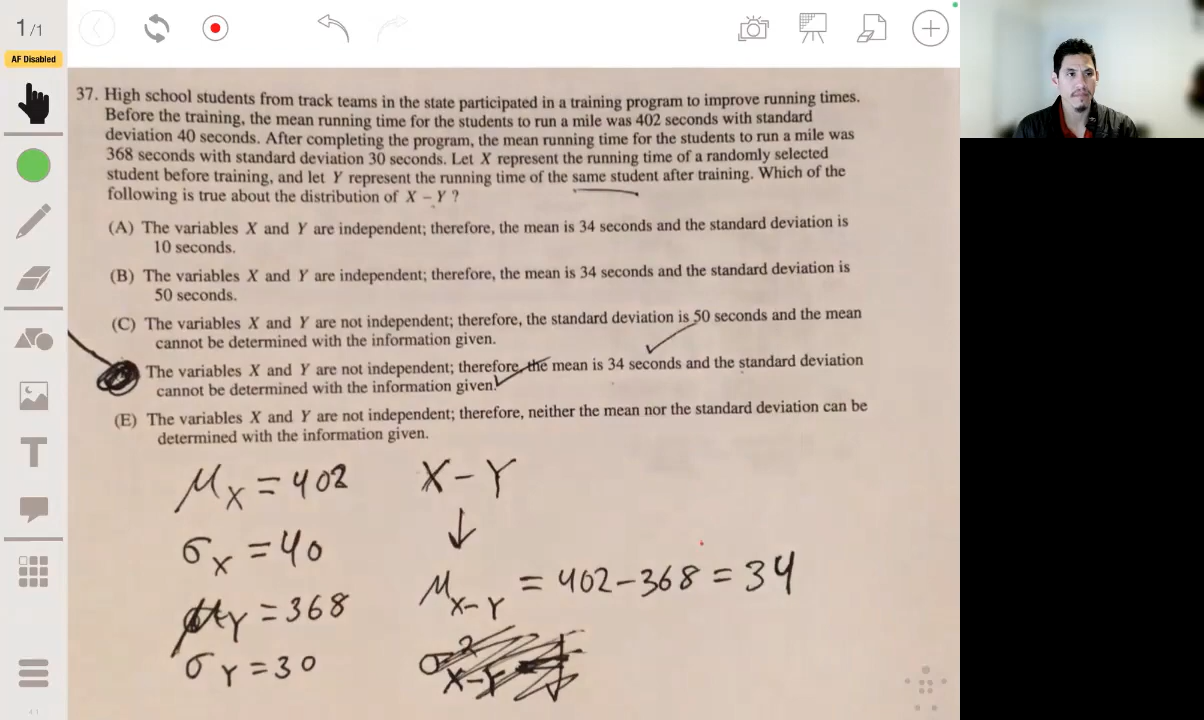 1/1
AF Disabled
37. High school students from track teams in the state participated in a training program to improve running times.
Before the training, the mean running time for the students to run a mile was 402 seconds with standard
deviation 40 seconds. After completing the program, the mean running time for the students to run a mile was
368 seconds with standard deviation 30 seconds. Let X represent the running time of a randomly selected
student before training, and let Y represent the running time of the same student after training. Which of the
following is true about the distribution of X – Y ?
(A) The variables X and Y are independent; therefore, the mean is 34 seconds and the standard deviation is
10 seconds.
(B) The variables X and Y are independent; therefore, the mean is 34 seconds and the standard deviation is
50 seconds.
(C) The variables X and Y are not independent; therefore, the standard deviation is 50 seconds and the mean
cannot be determined with the information given.
The variables X and Y are not independent; therefore, the mean is 34 seconds and the standard deviation
cannot be determined with the information given.
(E) The variables X and Y are not independent; therefore, neither the mean nor the standard deviation can be
determined with the information given.
μX = 402
σX = 40
μY = 368
σY = 30
X – Y
↓
μX–Y = 402 – 368 = 34
σ²X–Y
T